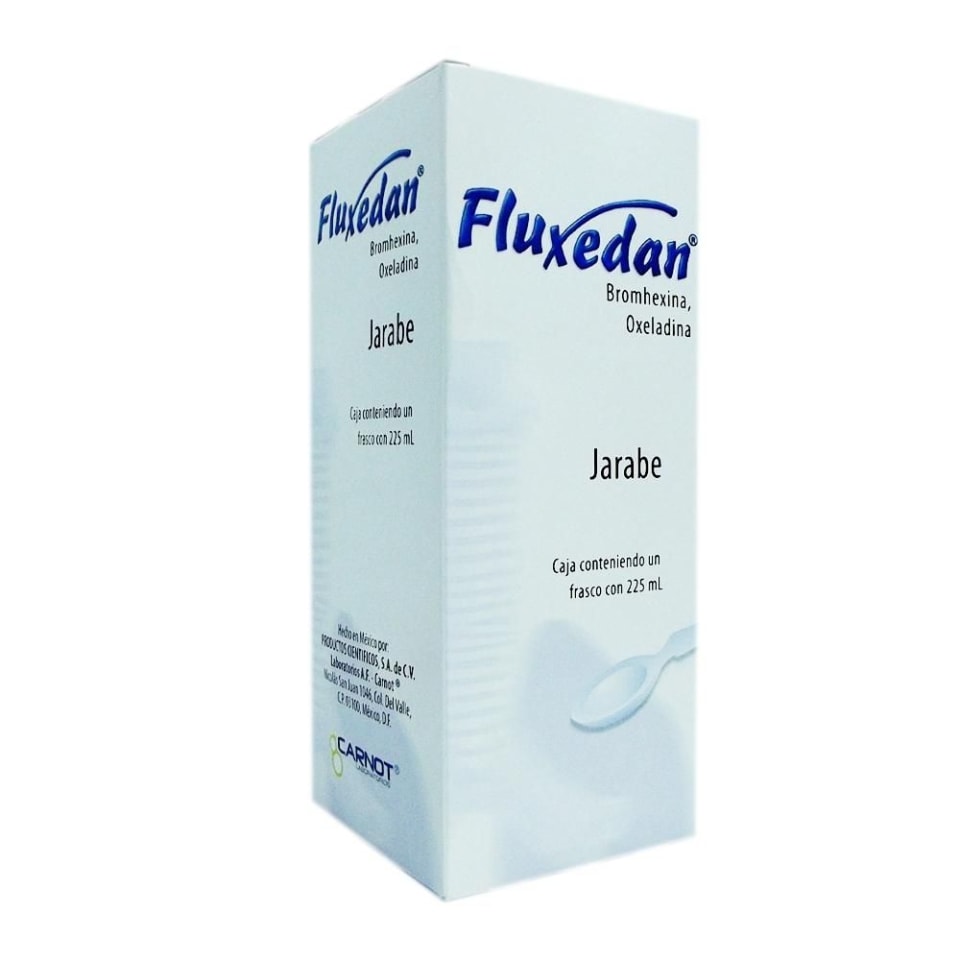 Fluxedan®
Bromhexina,
Oxeladina
Jarabe
Caja conteniendo un
frasco con 225 mL
Hecho en México por:
PRODUCTOS CIENTIFICOS, S.A. de C.V.
Laboratorios A.F. - Carnot®
Nicolás San Juan 1046, Col. Del Valle,
C.P. 03100, México, D.F.
CARNOT®
LABORATORIOS
Fluxedan®
Bromhexina,
Oxeladina
Jarabe
Caja conteniendo un
frasco con 225 mL